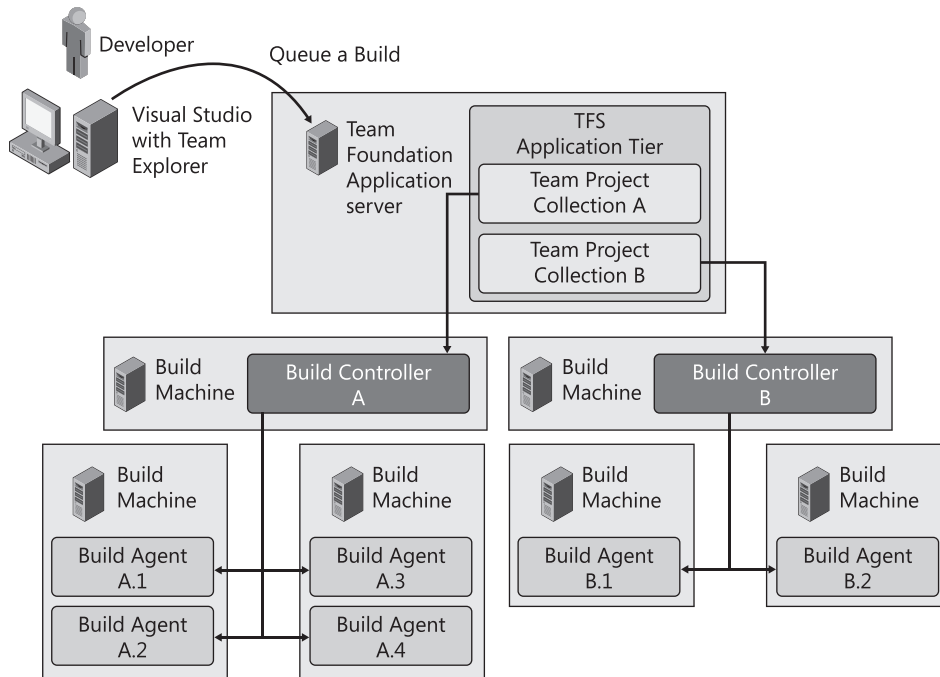 Developer
Queue a Build
Visual Studio
with Team
Explorer
Team
Foundation
Application
server
TFS
Application Tier
Team Project
Collection A
Team Project
Collection B
Build
Machine
Build Controller
A
Build
Machine
Build Controller
B
Build
Machine
Build Agent
A.1
Build Agent
A.2
Build
Machine
Build Agent
A.3
Build Agent
A.4
Build
Machine
Build Agent
B.1
Build
Machine
Build Agent
B.2